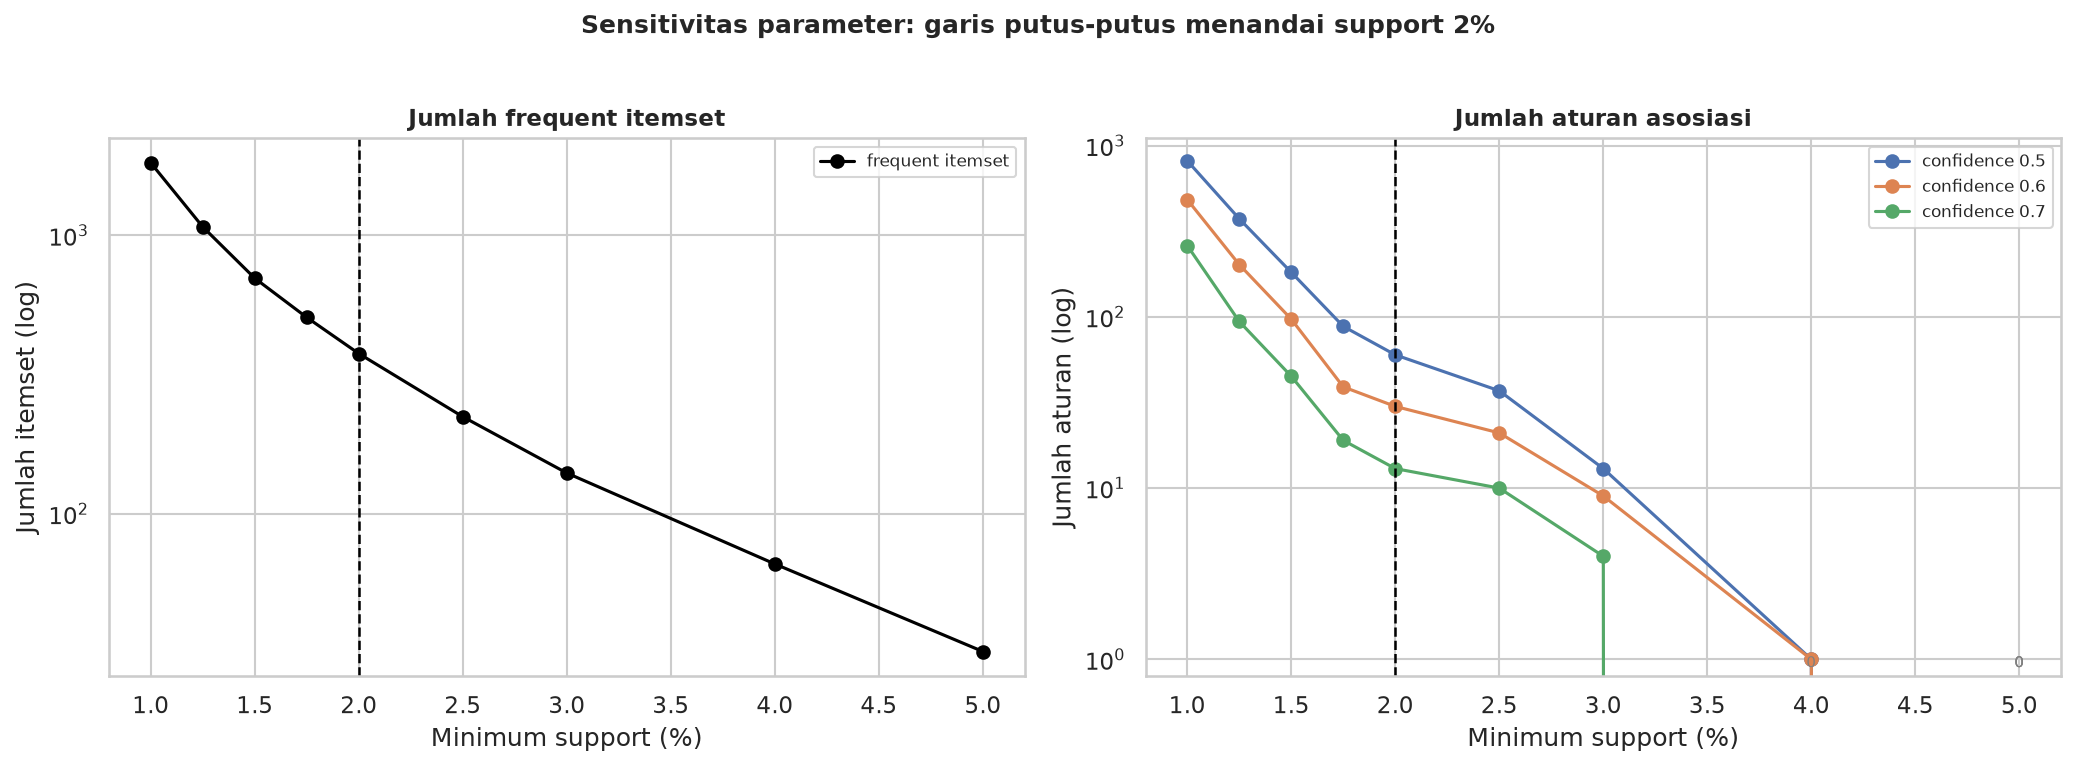 Sensitivitas parameter: garis putus-putus menandai support 2%
Jumlah frequent itemset
frequent itemset
10³
10²
Jumlah itemset (log)
1.0 1.5 2.0 2.5 3.0 3.5 4.0 4.5 5.0
Minimum support (%)
Jumlah aturan asosiasi
confidence 0.5
confidence 0.6
confidence 0.7
10³
10²
10¹
10⁰
Jumlah aturan (log)
0 0
1.0 1.5 2.0 2.5 3.0 3.5 4.0 4.5 5.0
Minimum support (%)